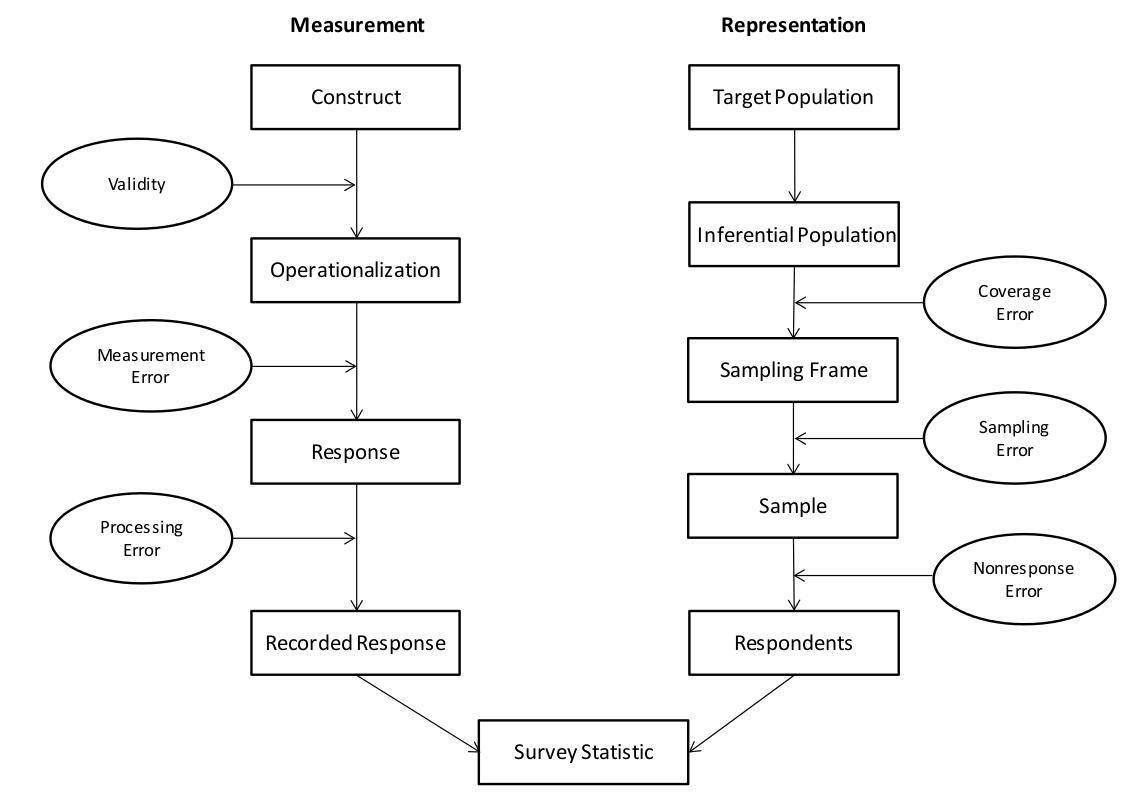 Measurement
Representation
Construct
Target Population
Validity
Inferential Population
Operationalization
Coverage
Error
Measurement
Error
Sampling Frame
Sampling
Error
Response
Sample
Processing
Error
Nonresponse
Error
Recorded Response
Respondents
Survey Statistic